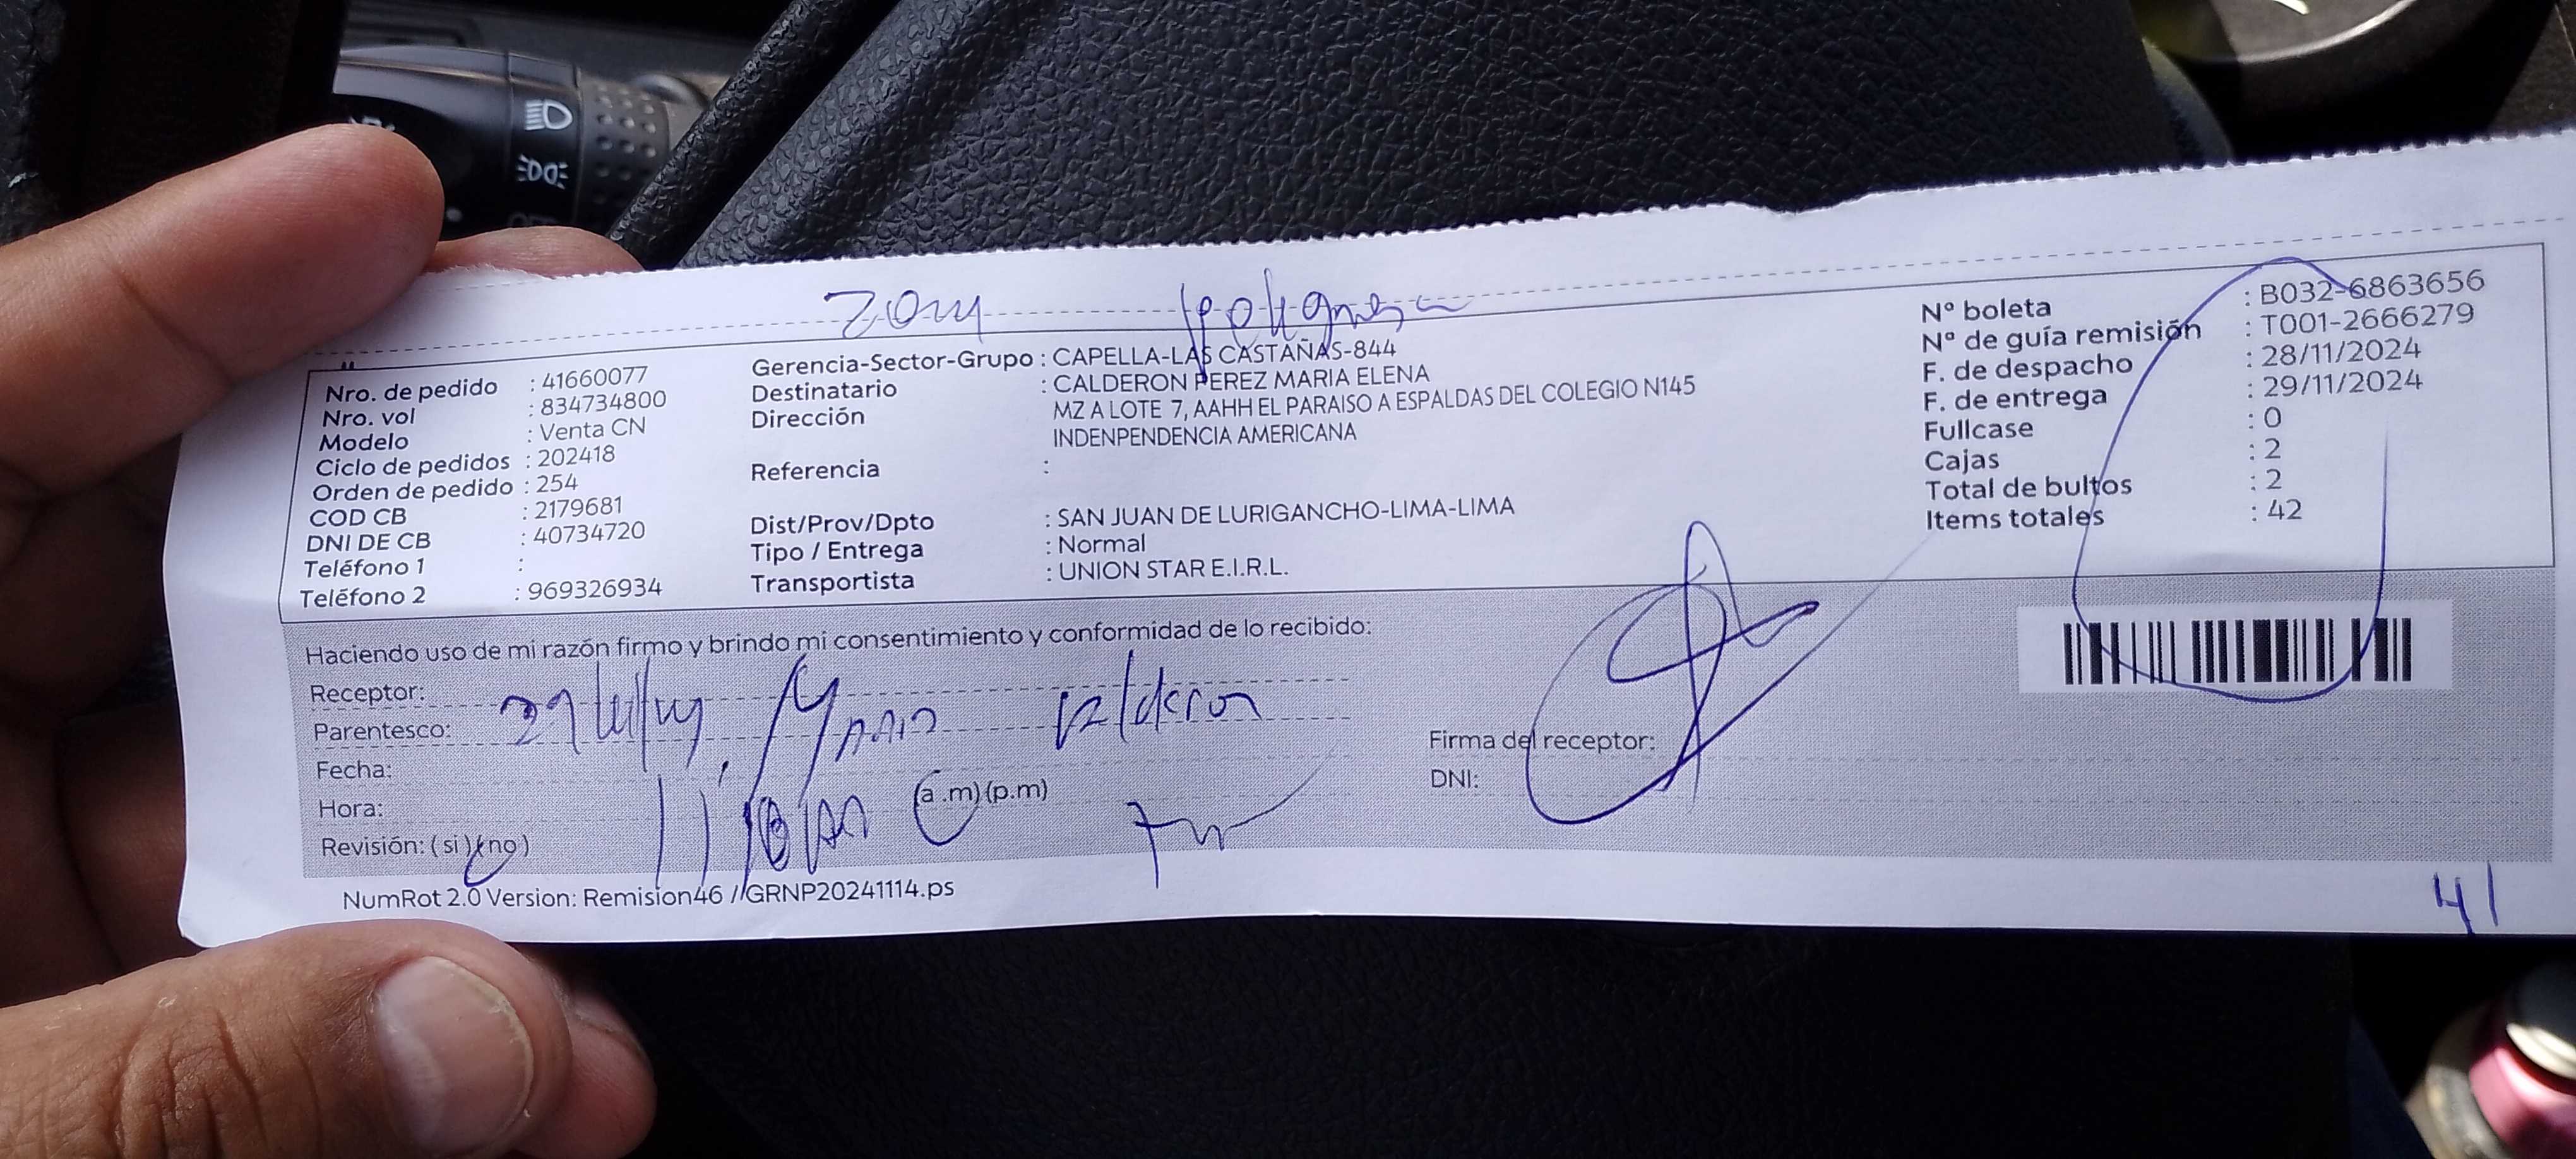 Zona peligrosa
Nro. de pedido : 41660077
Nro. vol : 834734800
Modelo : Venta CN
Ciclo de pedidos : 202418
Orden de pedido : 254
COD CB : 2179681
DNI DE CB : 40734720
Teléfono 1 :
Teléfono 2 : 969326934
Gerencia-Sector-Grupo : CAPELLA-LAS CASTAÑAS-844
Destinatario : CALDERON PEREZ MARIA ELENA
Dirección MZ A LOTE 7, AAHH EL PARAISO A ESPALDAS DEL COLEGIO N145
INDENPENDENCIA AMERICANA
Referencia :
Dist/Prov/Dpto : SAN JUAN DE LURIGANCHO-LIMA-LIMA
Tipo / Entrega : Normal
Transportista : UNION STAR E.I.R.L.
N° boleta : B032-6863656
N° de guía remisión : T001-2666279
F. de despacho : 28/11/2024
F. de entrega : 29/11/2024
Fullcase : 0
Cajas : 2
Total de bultos : 2
Items totales : 42
Haciendo uso de mi razón firmo y brindo mi consentimiento y conformidad de lo recibido:
Receptor:
Parentesco: Maria Calderon
Fecha:
Hora: (a .m) (p.m)
Revisión: ( si ) ( no )
Firma del receptor:
DNI:
NumRot 2.0 Version: Remision46 //GRNP20241114.ps
41